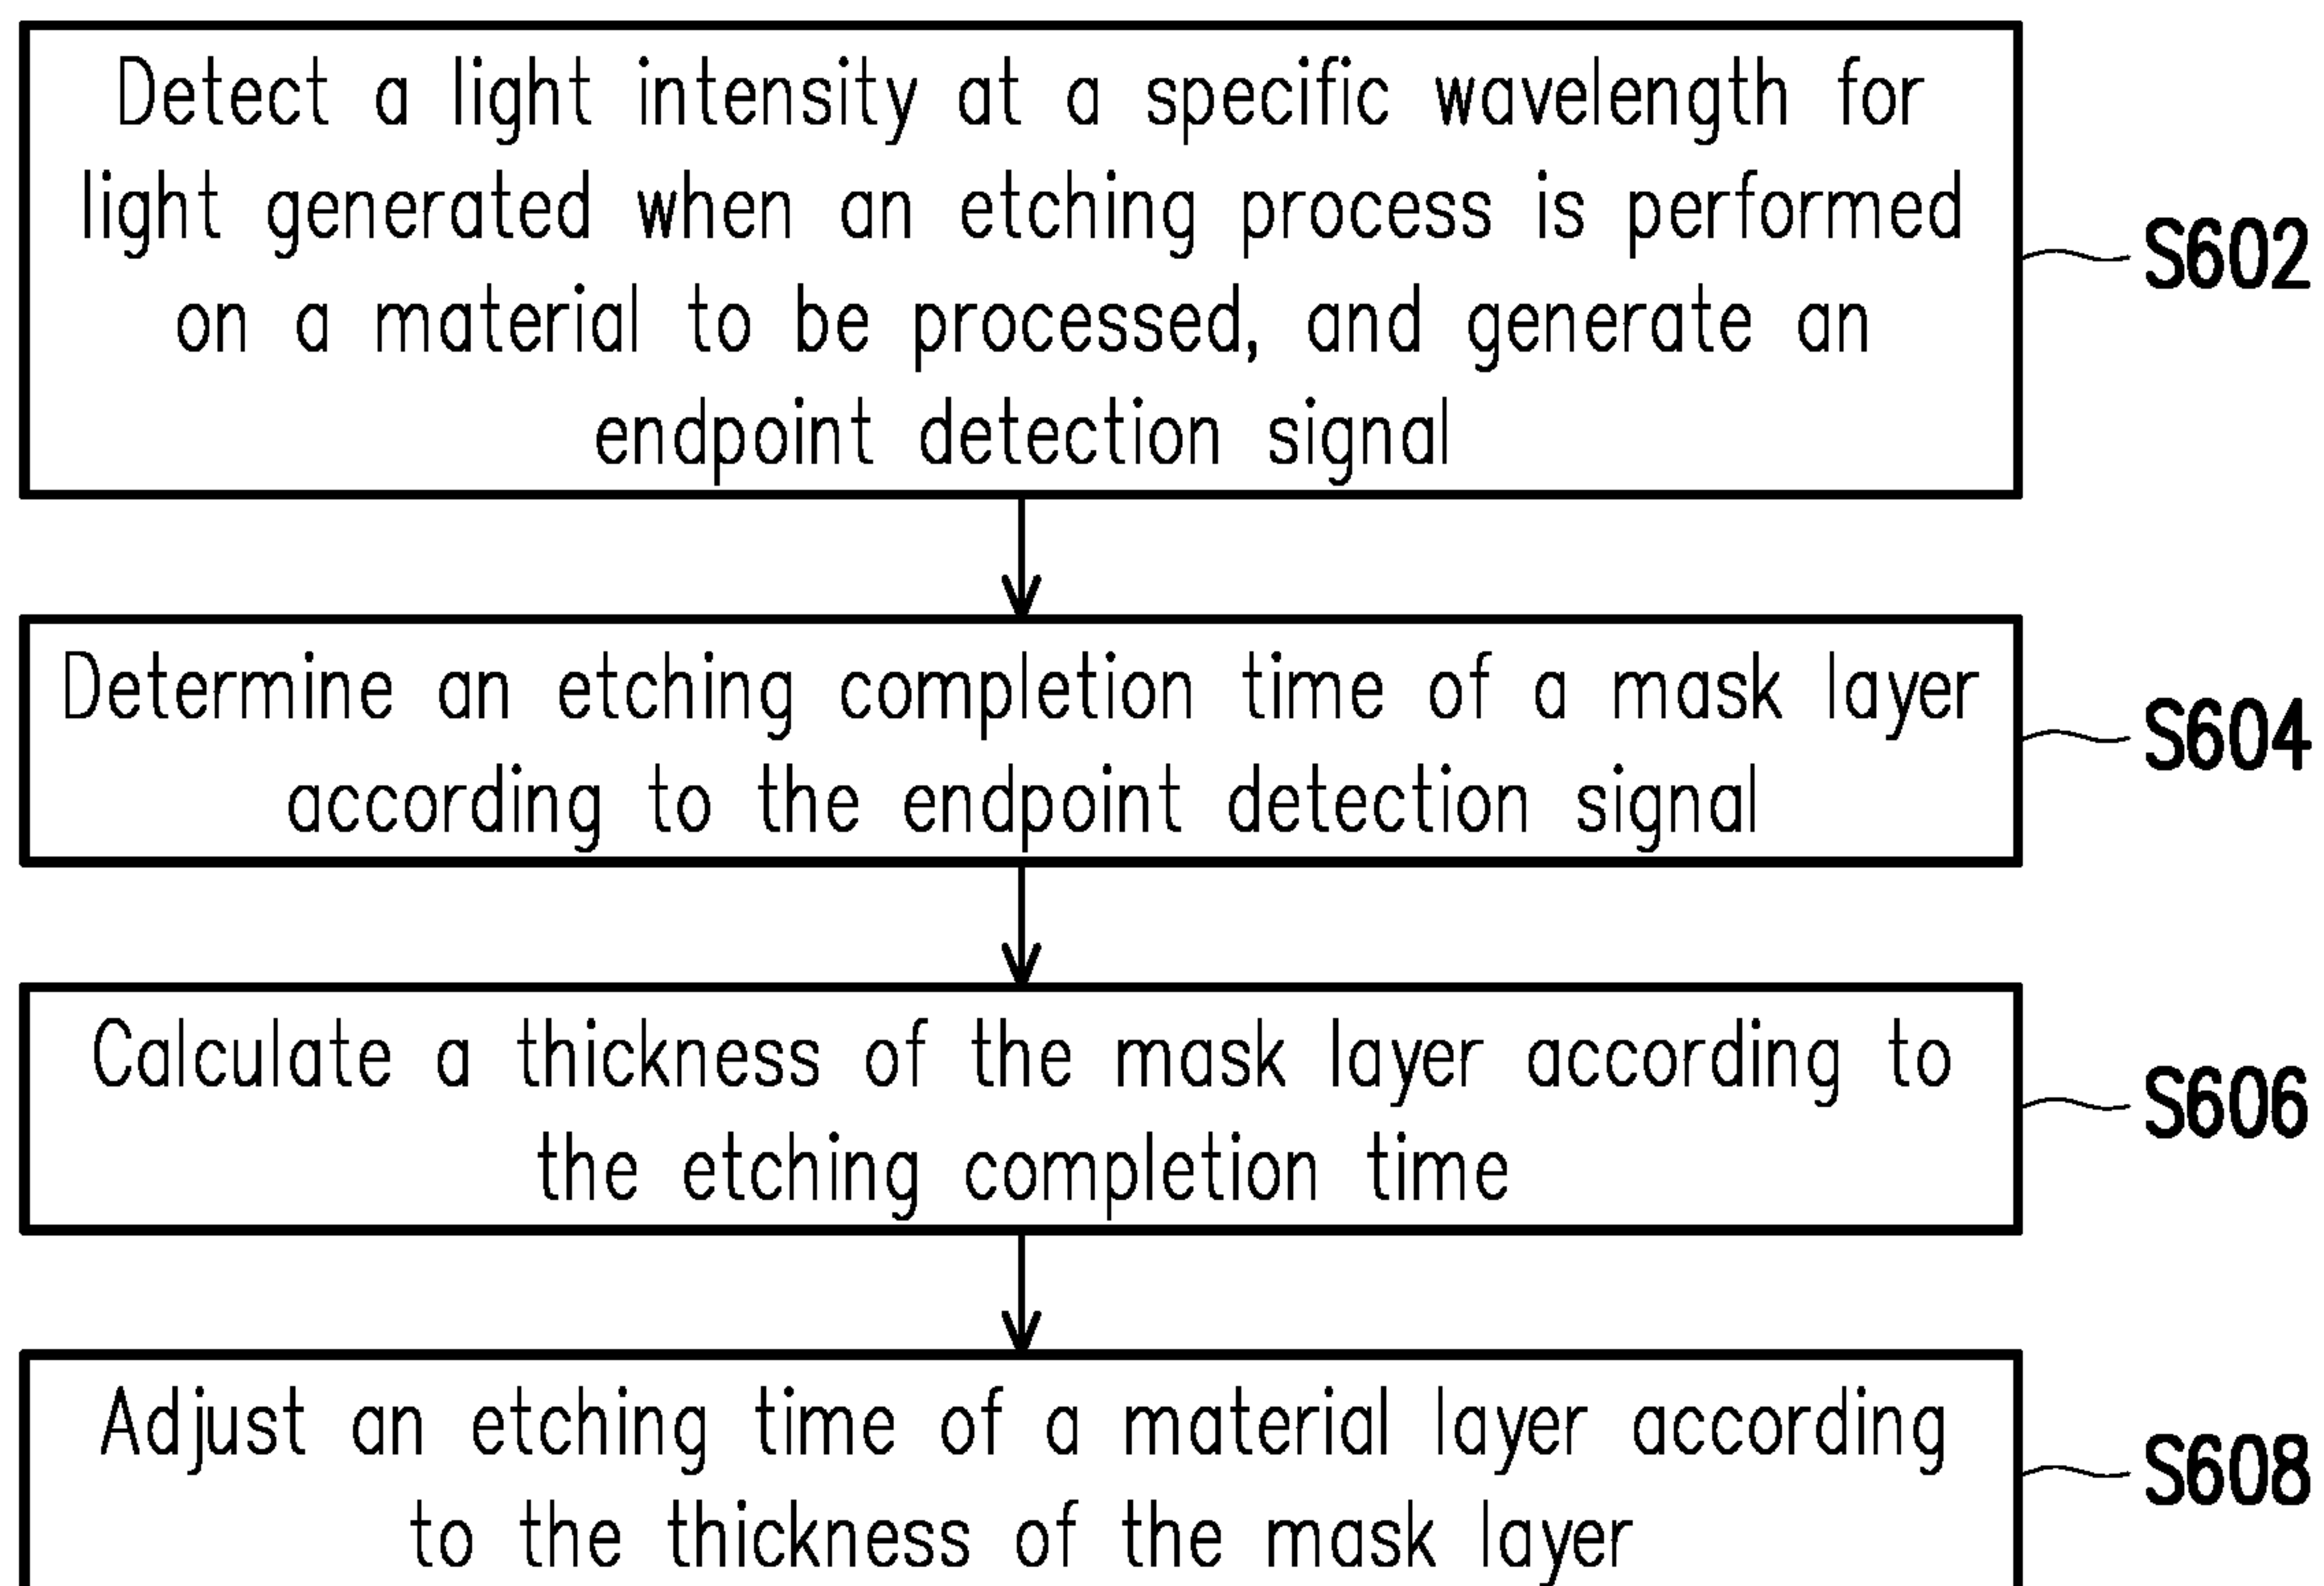 Detect a light intensity at a specific wavelength for
light generated when an etching process is performed
on a material to be processed, and generate an
endpoint detection signal
S602
Determine an etching completion time of a mask layer
according to the endpoint detection signal
S604
Calculate a thickness of the mask layer according to
the etching completion time
S606
Adjust an etching time of a material layer according
to the thickness of the mask layer
S608